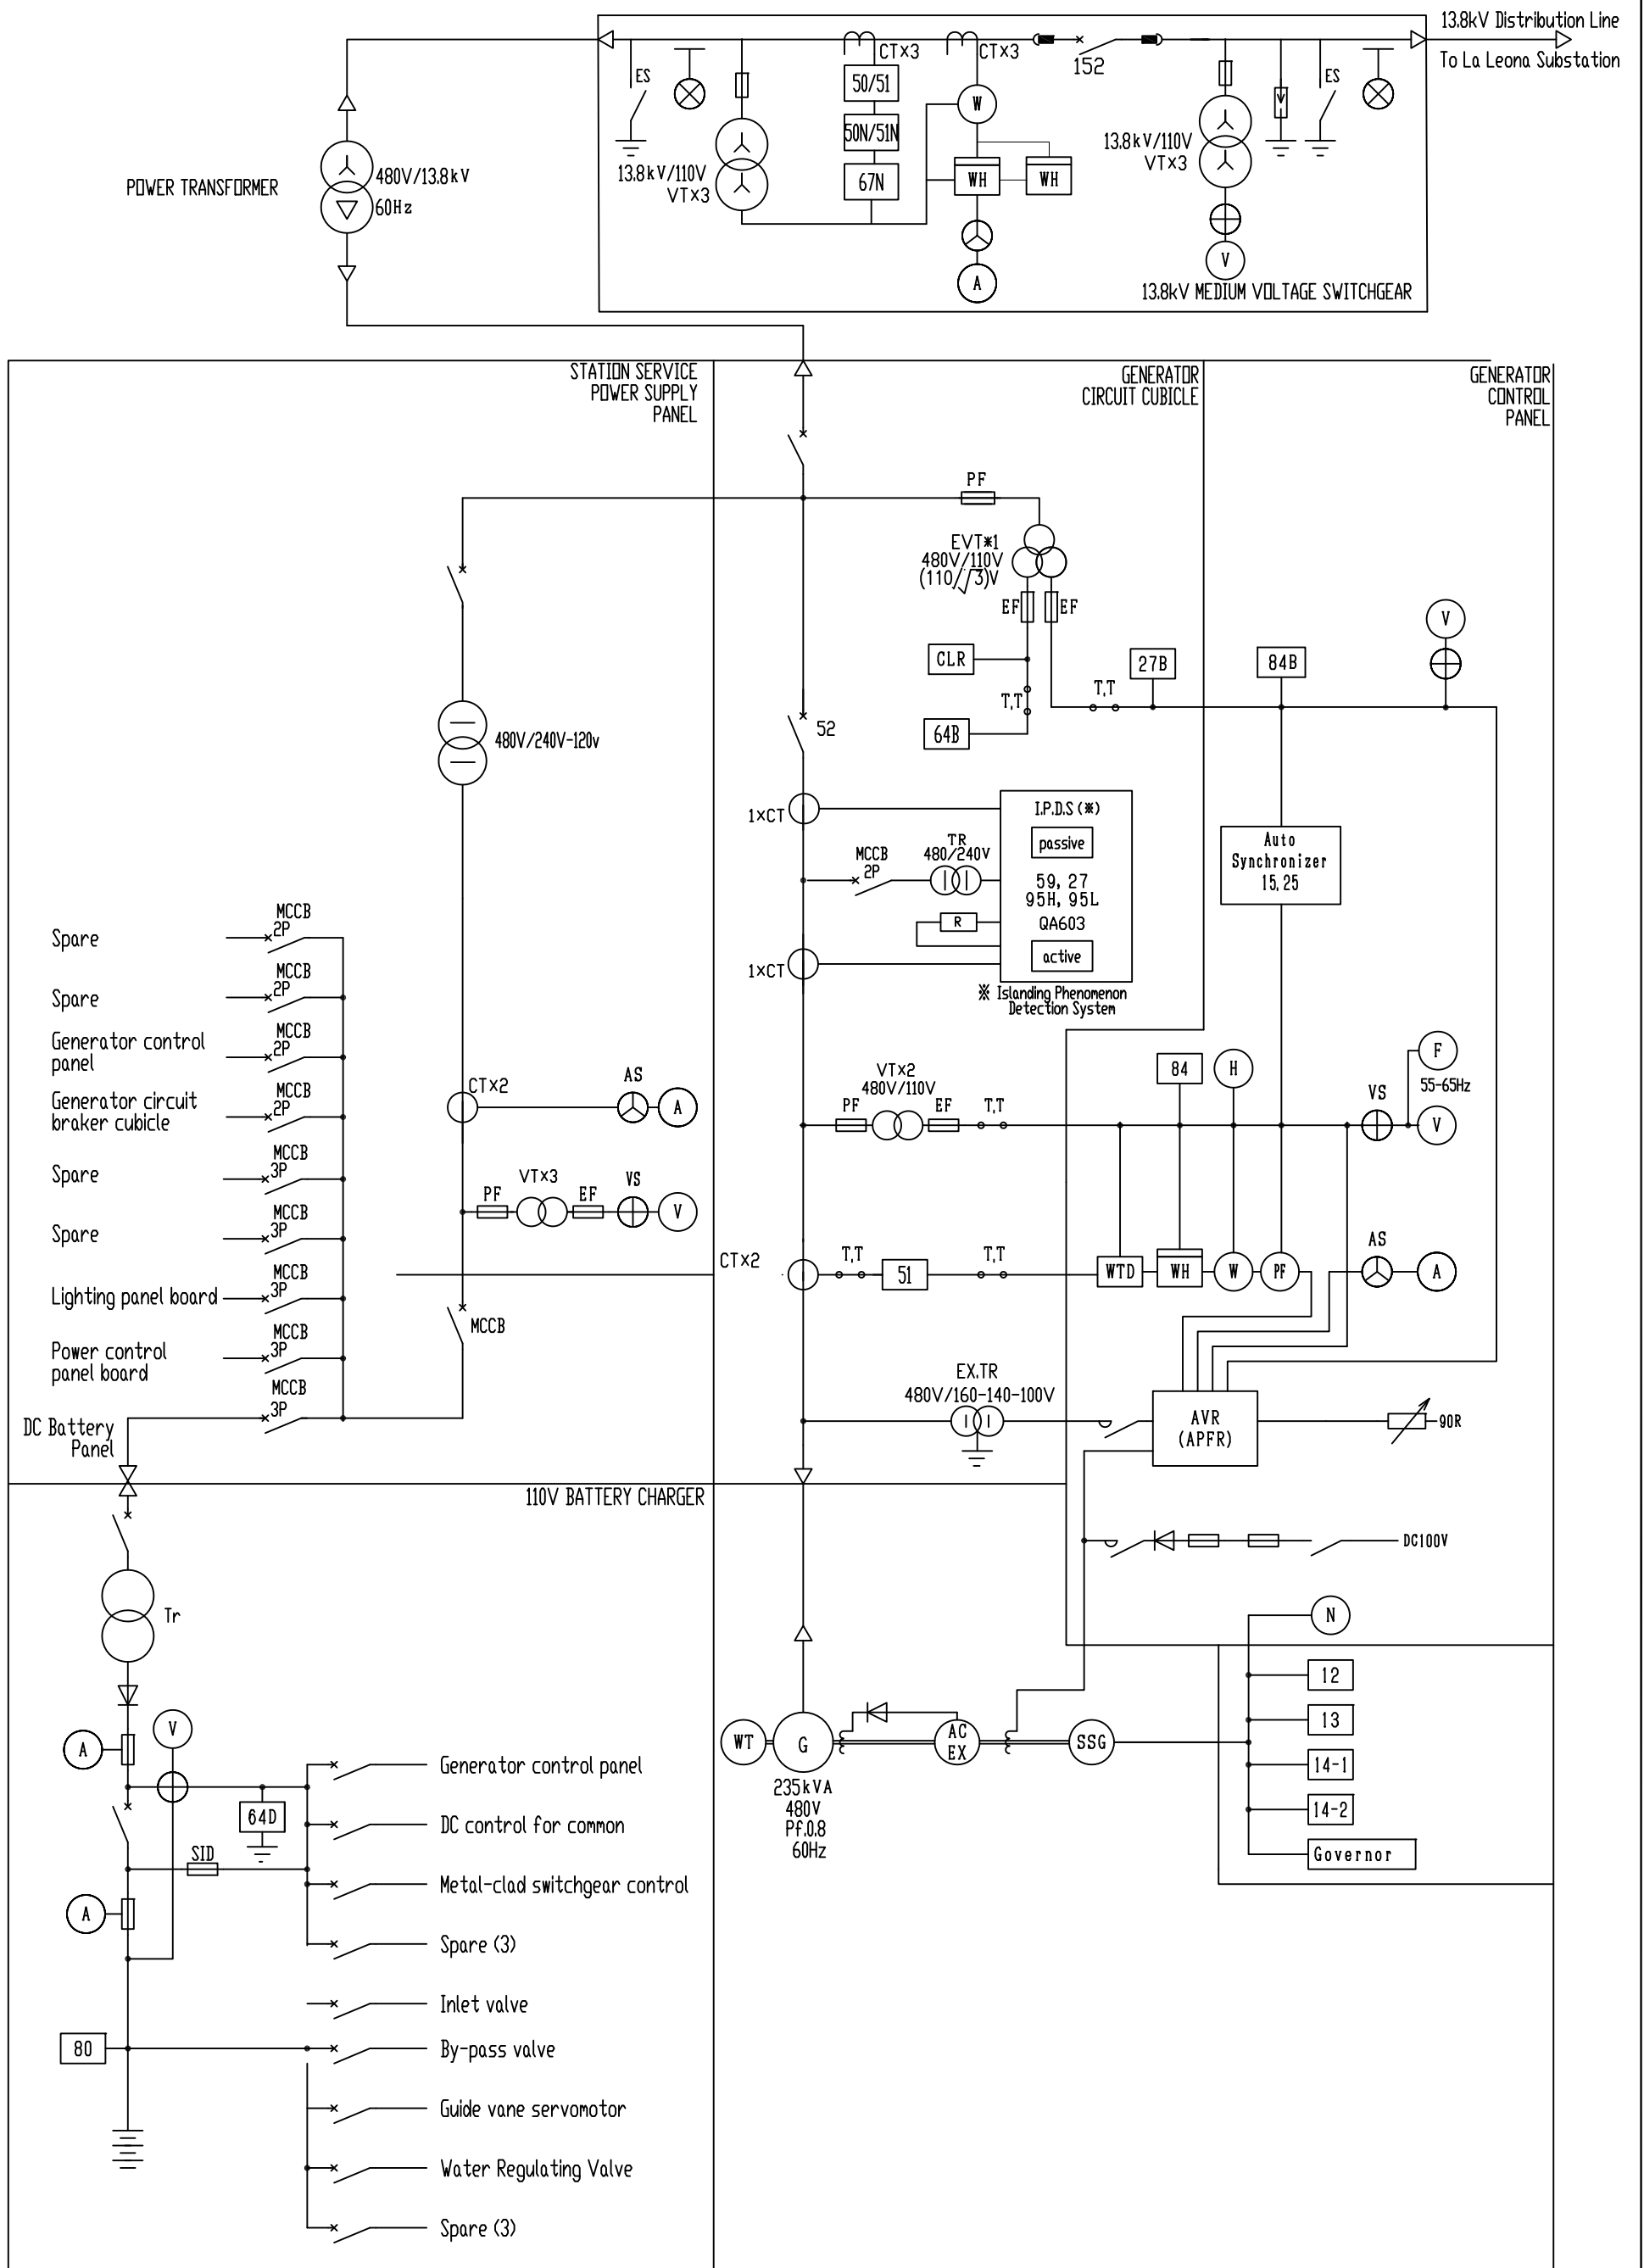 13.8kV Distribution Line
To La Leona Substation
CT×3
CT×3
152
ES
50/51
W
ES
50N/51N
13.8kV/110V
VT×3
13.8kV/110V
VT×3
67N
WH
WH
POWER TRANSFORMER
480V/13.8kV
60Hz
A
V
13.8kV MEDIUM VOLTAGE SWITCHGEAR
STATION SERVICE
POWER SUPPLY
PANEL
GENERATOR
CIRCUIT CUBICLE
GENERATOR
CONTROL
PANEL
PF
EVT※1
480V/110V
(110/√3)V
EF
EF
V
CLR
27B
84B
T,T
T,T
64B
52
480V/240V-120v
1×CT
I.P.D.S (※)
passive
59, 27
95H, 95L
QA603
active
MCCB
2P
TR
480/240V
R
1×CT
※ Islanding Phenomenon
Detection System
Auto
Synchronizer
15, 25
Spare
MCCB
2P
Spare
MCCB
2P
Generator control
panel
MCCB
2P
Generator circuit
braker cubicle
MCCB
2P
Spare
MCCB
3P
Spare
MCCB
3P
Lighting panel board
MCCB
3P
Power control
panel board
MCCB
3P
DC Battery
Panel
MCCB
3P
CT×2
AS
A
PF
VT×3
EF
VS
V
MCCB
VT×2
480V/110V
PF
EF
T,T
84
H
F
55-65Hz
VS
V
CT×2
T,T
51
T,T
WTD
WH
W
PF
AS
A
EX.TR
480V/160-140-100V
AVR
(APFR)
90R
110V BATTERY CHARGER
DC100V
Tr
N
12
13
14-1
14-2
Governor
WT
G
AC
EX
SSG
235kVA
480V
Pf.0.8
60Hz
V
A
64D
SID
A
80
Generator control panel
DC control for common
Metal-clad switchgear control
Spare (3)
Inlet valve
By-pass valve
Guide vane servomotor
Water Regulating Valve
Spare (3)